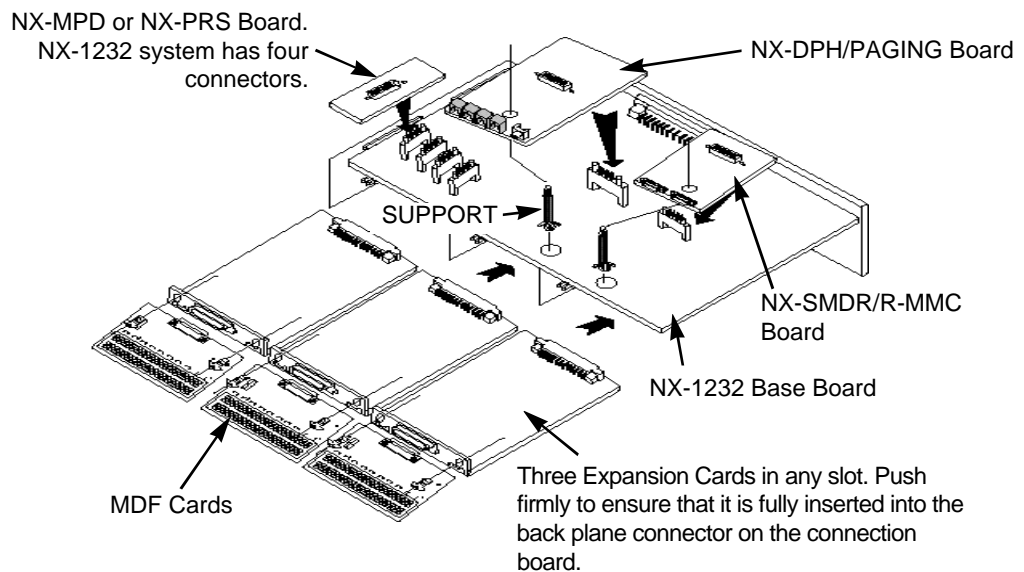 NX-MPD or NX-PRS Board.
NX-1232 system has four
connectors.
NX-DPH/PAGING Board
SUPPORT
NX-SMDR/R-MMC
Board
NX-1232 Base Board
MDF Cards
Three Expansion Cards in any slot. Push
firmly to ensure that it is fully inserted into the
back plane connector on the connection
board.